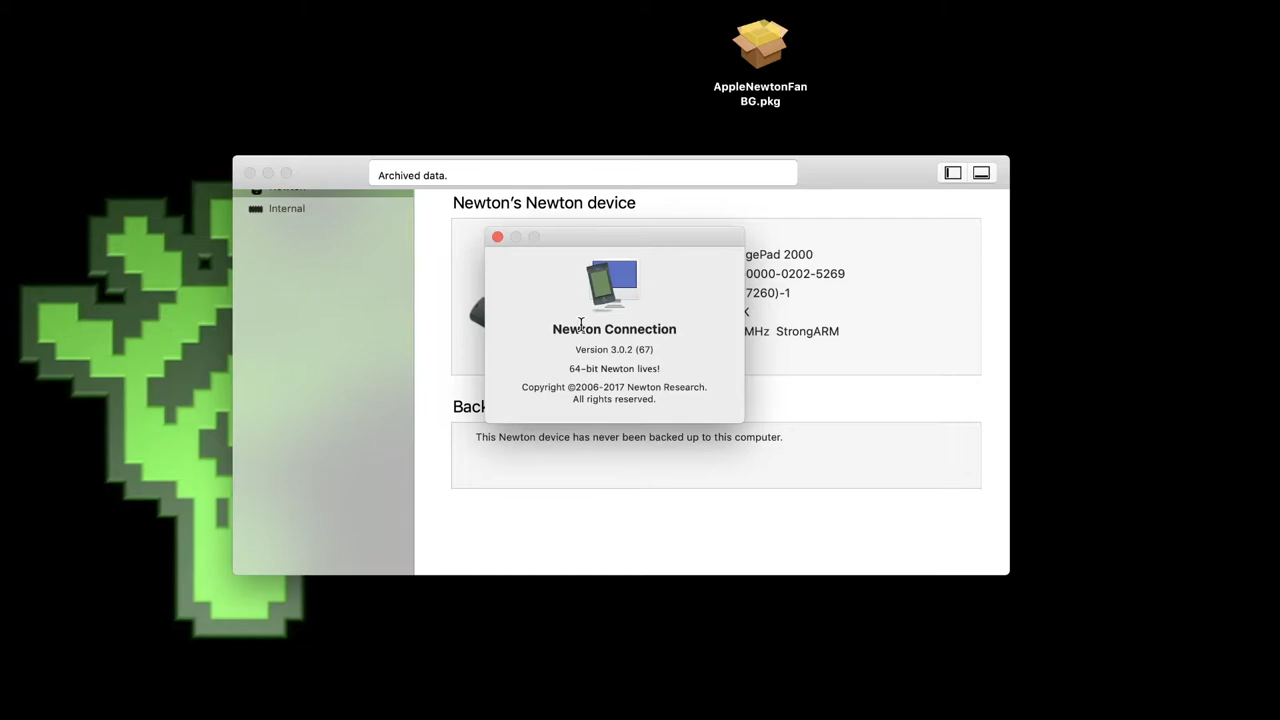 AppleNewtonFan
BG.pkg
Archived data.
Internal
Newton's Newton device
gePad 2000
0000-0202-5269
7260)-1
K
MHz StrongARM
Newton Connection
Version 3.0.2 (67)
64-bit Newton lives!
Copyright ©2006-2017 Newton Research.
All rights reserved.
Back
This Newton device has never been backed up to this computer.